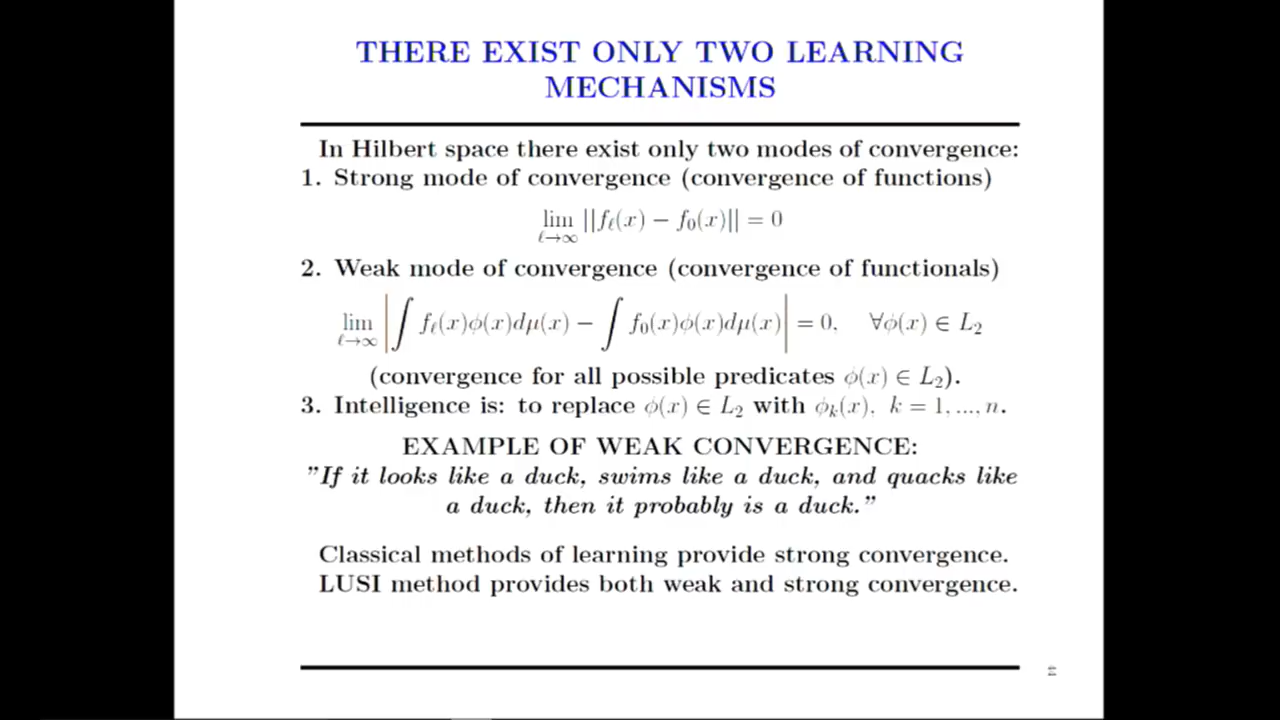 THERE EXIST ONLY TWO LEARNING
MECHANISMS
In Hilbert space there exist only two modes of convergence:
1. Strong mode of convergence (convergence of functions)
lim_{ℓ→∞} ||f_ℓ(x) − f_0(x)|| = 0
2. Weak mode of convergence (convergence of functionals)
lim_{ℓ→∞} |∫ f_ℓ(x)ϕ(x)dμ(x) − ∫ f_0(x)ϕ(x)dμ(x)| = 0, ∀ϕ(x) ∈ L_2
(convergence for all possible predicates ϕ(x) ∈ L_2).
3. Intelligence is: to replace ϕ(x) ∈ L_2 with ϕ_k(x), k = 1, ..., n.
EXAMPLE OF WEAK CONVERGENCE:
"If it looks like a duck, swims like a duck, and quacks like
a duck, then it probably is a duck."
Classical methods of learning provide strong convergence.
LUSI method provides both weak and strong convergence.